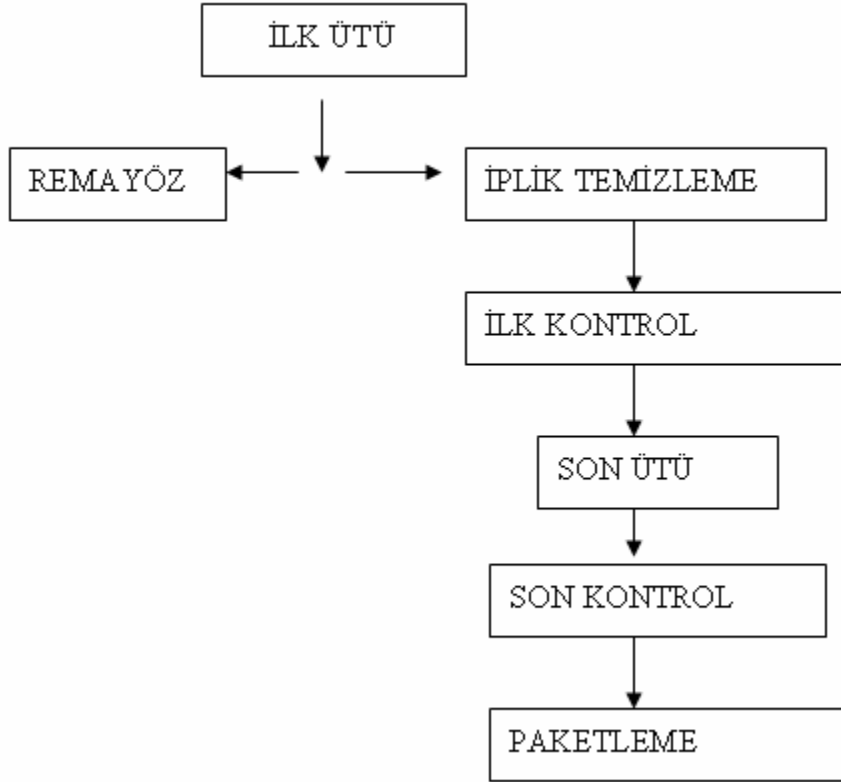 İLK ÜTÜ
REMAYÖZ
İPLİK TEMİZLEME
İLK KONTROL
SON ÜTÜ
SON KONTROL
PAKETLEME